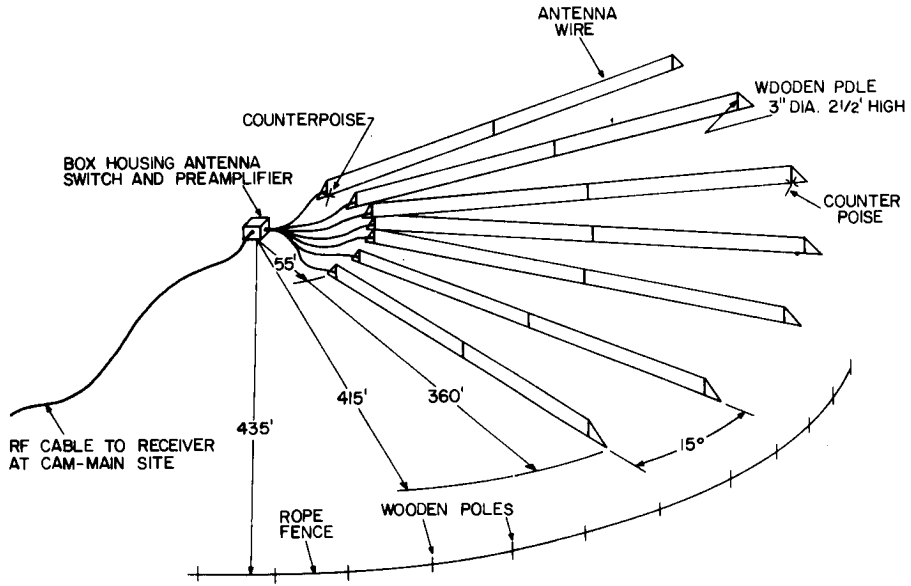 ANTENNA
WIRE
WOODEN POLE
3" DIA. 2 1/2' HIGH
COUNTERPOISE
BOX HOUSING ANTENNA
SWITCH AND PREAMPLIFIER
COUNTER
POISE
55'
415'
360'
435'
15°
RF CABLE TO RECEIVER
AT CAM-MAIN SITE
ROPE
FENCE
WOODEN POLES